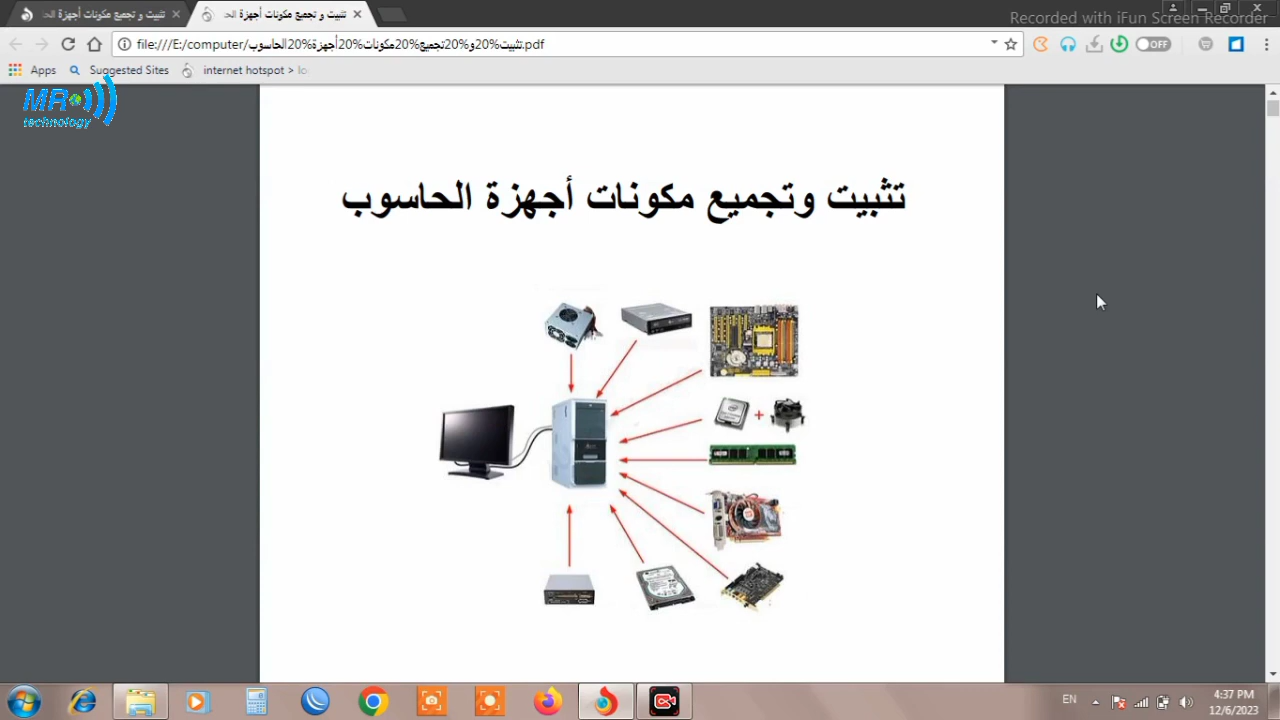 تثبيت و تجميع مكونات أجهزة الحـ
تثبيت و تجميع مكونات أجهزة الحـ
Recorded with iFun Screen Recorder
file:///E:/computer/تثبيت%20و%20تجميع%20مكونات%20أجهزة%20الحاسوب.pdf
OFF
Apps
Suggested Sites
internet hotspot > lo
MR
technology
تثبيت وتجميع مكونات أجهزة الحاسوب
EN
4:37 PM
12/6/2023